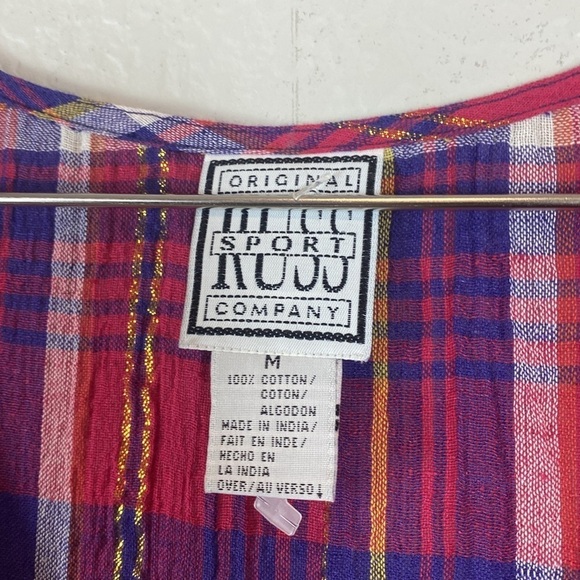 ORIGINAL
SPORT
ROSS
COMPANY
M
100% COTTON/
COTON/
ALGODON
MADE IN INDIA/
FAIT EN INDE/
HECHO EN
LA INDIA
OVER/AU VERSO↓